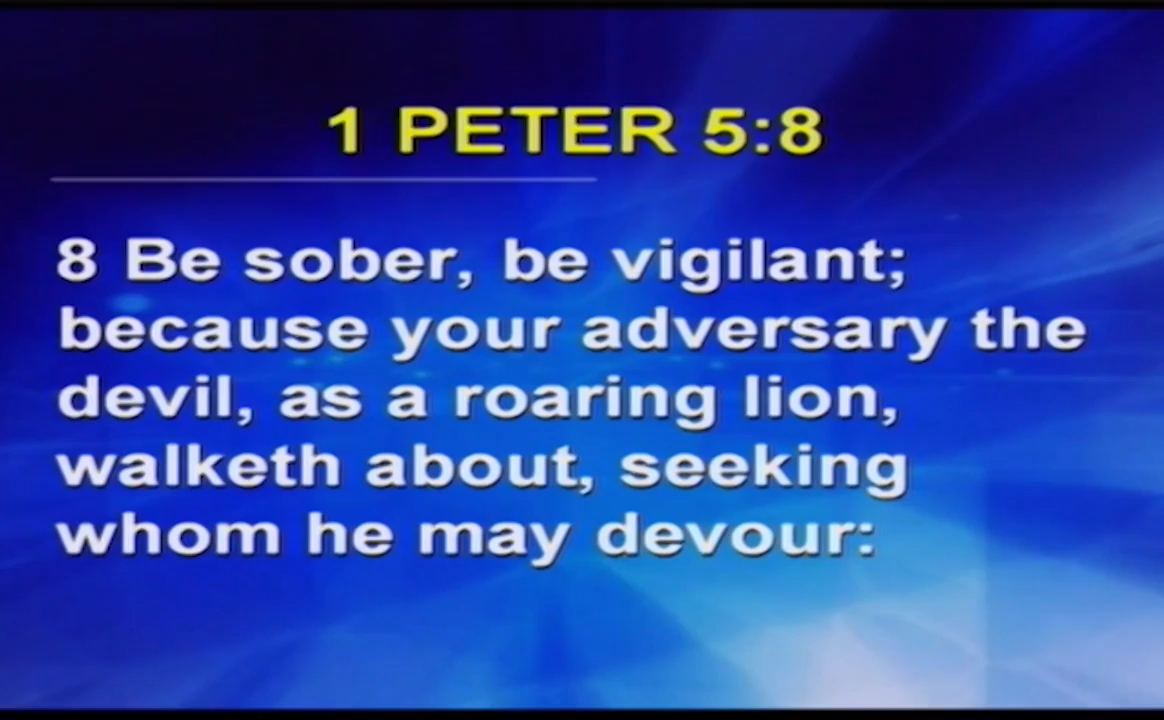 1 PETER 5:8
8 Be sober, be vigilant;
because your adversary the
devil, as a roaring lion,
walketh about, seeking
whom he may devour: